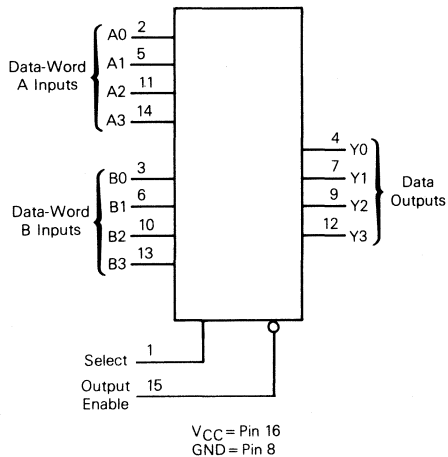 Data-Word
A Inputs
A0 2
A1 5
A2 11
A3 14
Data-Word
B Inputs
B0 3
B1 6
B2 10
B3 13
4 Y0
7 Y1
9 Y2
12 Y3
Data
Outputs
Select 1
Output
Enable 15
VCC = Pin 16
GND = Pin 8